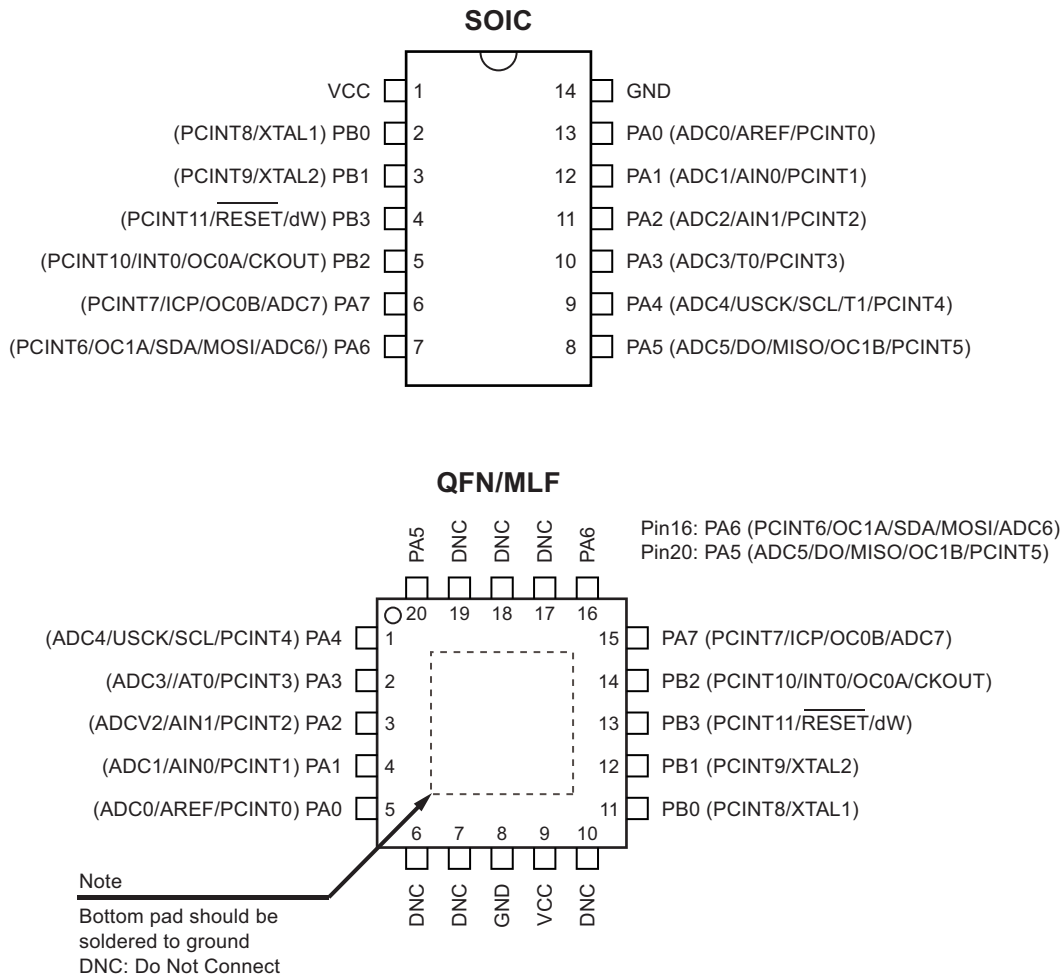 SOIC
VCC 1 14 GND
(PCINT8/XTAL1) PB0 2 13 PA0 (ADC0/AREF/PCINT0)
(PCINT9/XTAL2) PB1 3 12 PA1 (ADC1/AIN0/PCINT1)
(PCINT11/RESET/dW) PB3 4 11 PA2 (ADC2/AIN1/PCINT2)
(PCINT10/INT0/OC0A/CKOUT) PB2 5 10 PA3 (ADC3/T0/PCINT3)
(PCINT7/ICP/OC0B/ADC7) PA7 6 9 PA4 (ADC4/USCK/SCL/T1/PCINT4)
(PCINT6/OC1A/SDA/MOSI/ADC6/) PA6 7 8 PA5 (ADC5/DO/MISO/OC1B/PCINT5)
QFN/MLF
PA5 DNC DNC DNC PA6
Pin16: PA6 (PCINT6/OC1A/SDA/MOSI/ADC6)
Pin20: PA5 (ADC5/DO/MISO/OC1B/PCINT5)
20 19 18 17 16
(ADC4/USCK/SCL/PCINT4) PA4 1 15 PA7 (PCINT7/ICP/OC0B/ADC7)
(ADC3//AT0/PCINT3) PA3 2 14 PB2 (PCINT10/INT0/OC0A/CKOUT)
(ADCV2/AIN1/PCINT2) PA2 3 13 PB3 (PCINT11/RESET/dW)
(ADC1/AIN0/PCINT1) PA1 4 12 PB1 (PCINT9/XTAL2)
(ADC0/AREF/PCINT0) PA0 5 11 PB0 (PCINT8/XTAL1)
6 7 8 9 10
DNC DNC GND VCC DNC
Note
Bottom pad should be
soldered to ground
DNC: Do Not Connect